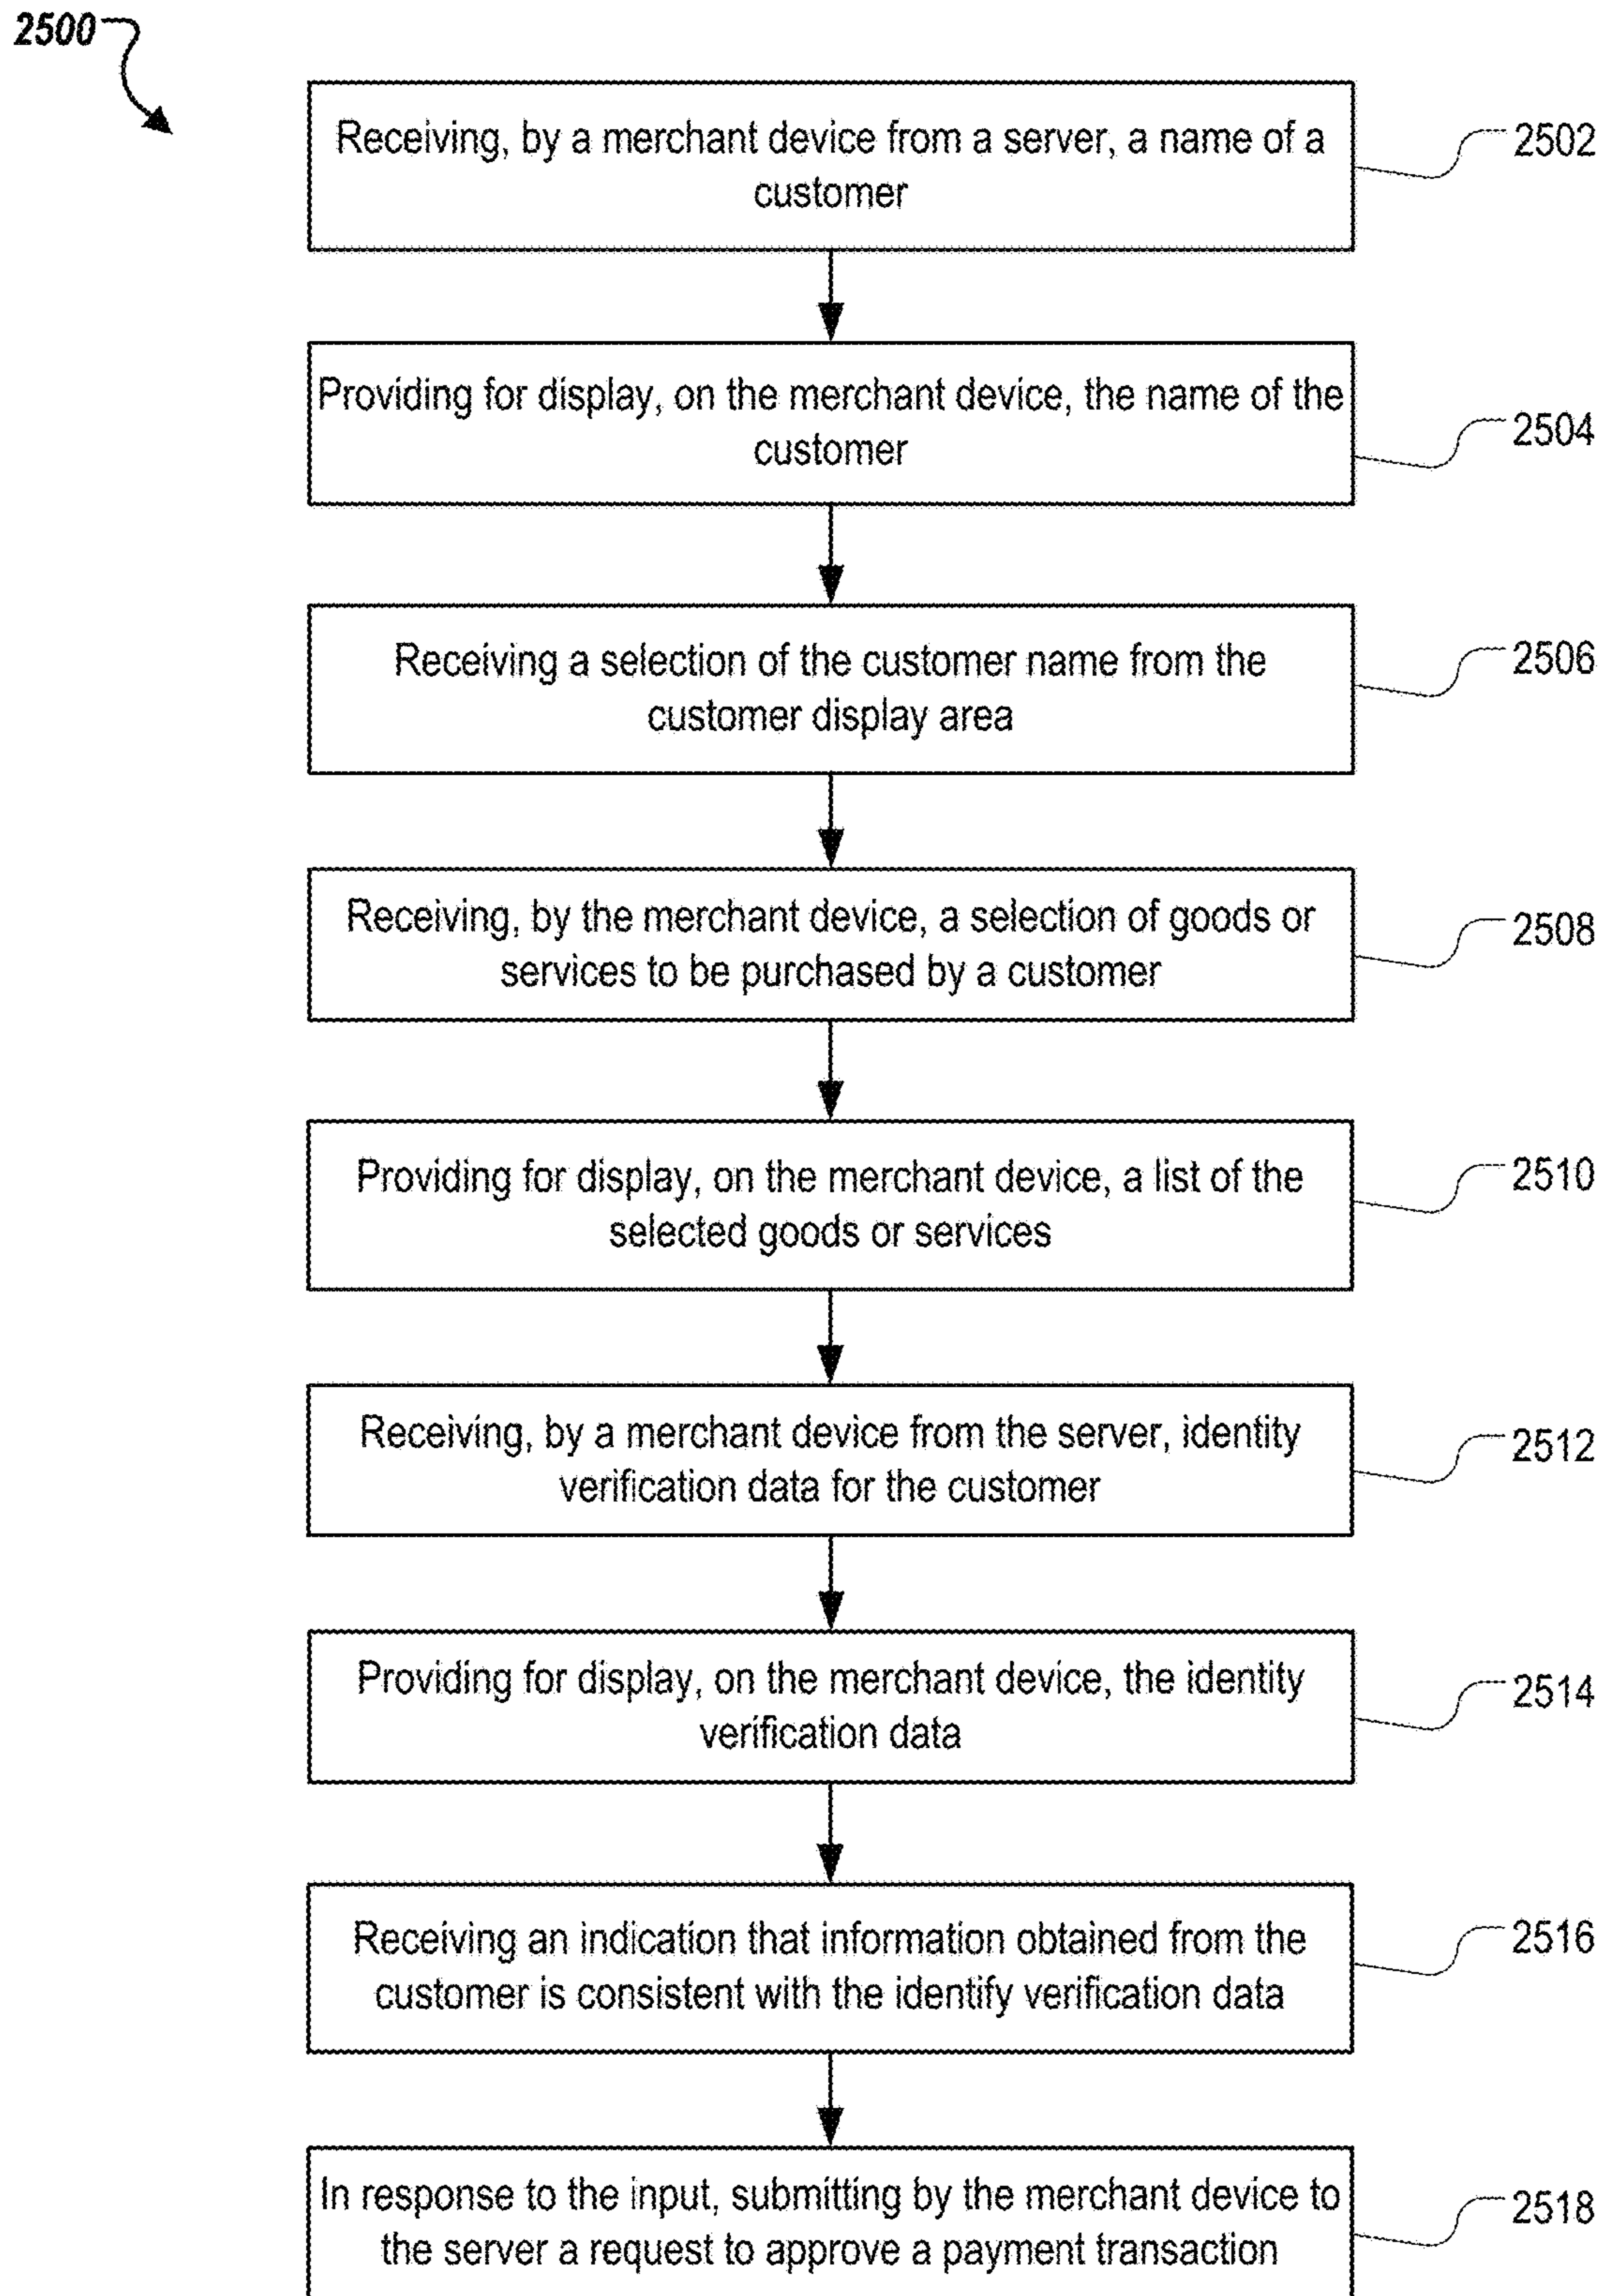 2500
Receiving, by a merchant device from a server, a name of a
customer
2502
Providing for display, on the merchant device, the name of the
customer
2504
Receiving a selection of the customer name from the
customer display area
2506
Receiving, by the merchant device, a selection of goods or
services to be purchased by a customer
2508
Providing for display, on the merchant device, a list of the
selected goods or services
2510
Receiving, by a merchant device from the server, identity
verification data for the customer
2512
Providing for display, on the merchant device, the identity
verification data
2514
Receiving an indication that information obtained from the
customer is consistent with the identify verification data
2516
In response to the input, submitting by the merchant device to
the server a request to approve a payment transaction
2518